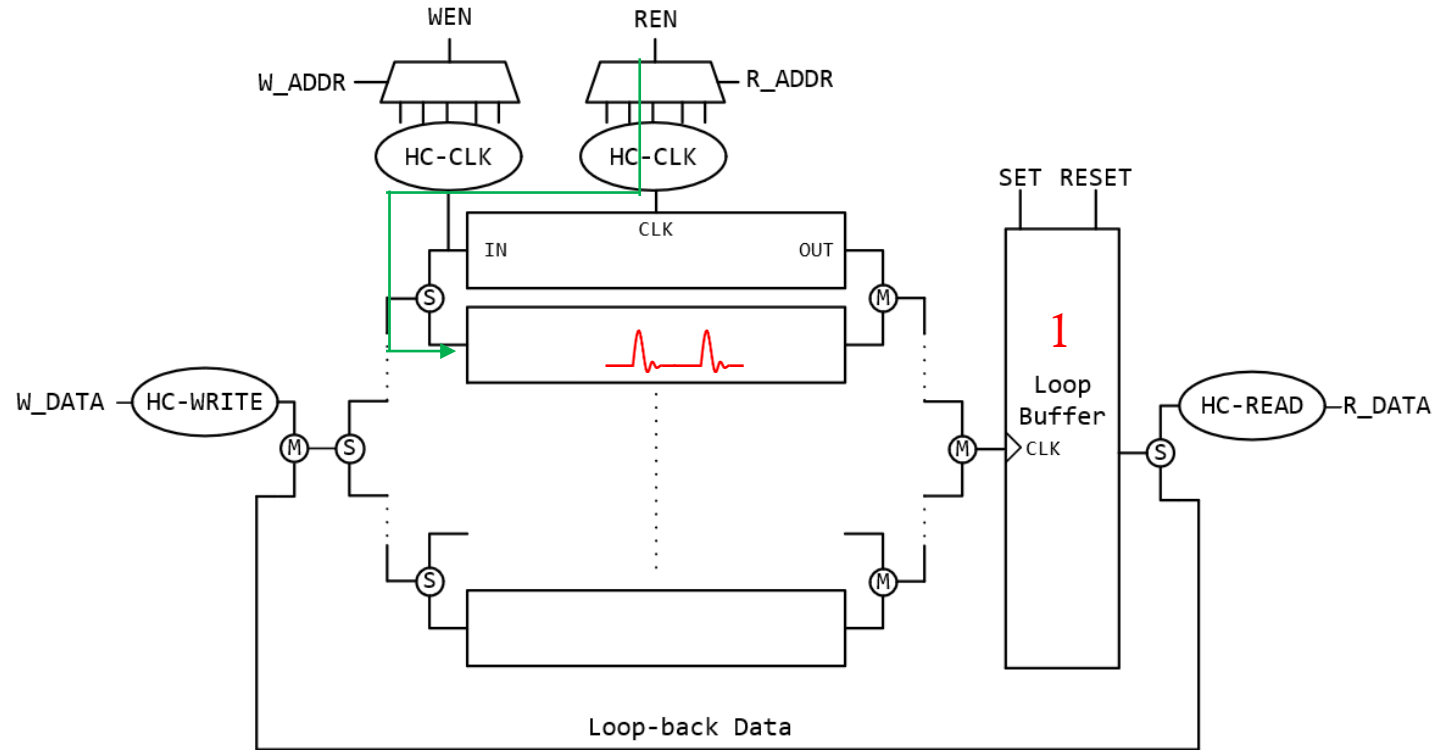 WEN REN
W_ADDR R_ADDR
HC-CLK HC-CLK
SET RESET
CLK
IN OUT
S M
1
Loop
Buffer
W_DATA HC-WRITE HC-READ R_DATA
M S M CLK S
S M
Loop-back Data